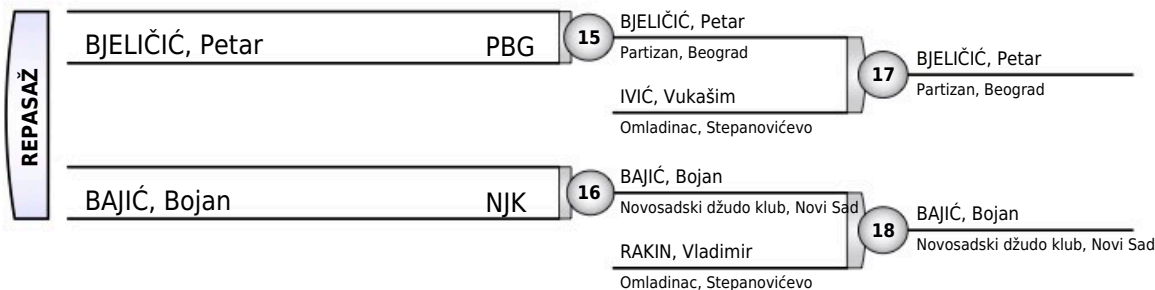 REPASAŽ
BJELIČIĆ, Petar PBG
15
BJELIČIĆ, Petar
Partizan, Beograd
IVIĆ, Vukašim
Omladinac, Stepanovićevo
17
BJELIČIĆ, Petar
Partizan, Beograd
BAJIĆ, Bojan NJK
16
BAJIĆ, Bojan
Novosadski džudo klub, Novi Sad
RAKIN, Vladimir
Omladinac, Stepanovićevo
18
BAJIĆ, Bojan
Novosadski džudo klub, Novi Sad